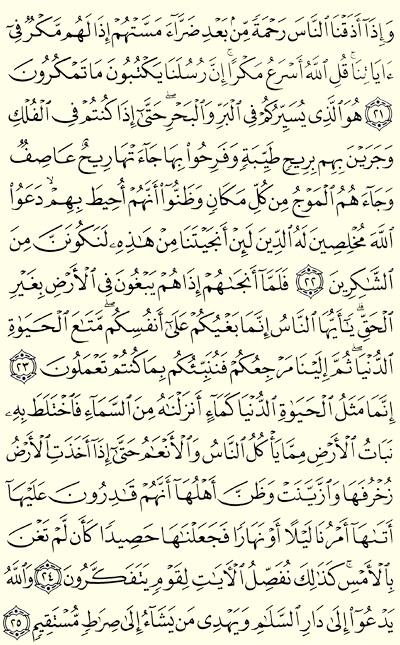 وَإِذَآ أَذَقْنَا ٱلنَّاسَ رَحْمَةً مِّنۢ بَعْدِ ضَرَّآءَ مَسَّتْهُمْ إِذَا لَهُم مَّكْرٌ فِىٓ
ءَايَاتِنَا ۚ قُلِ ٱللَّهُ أَسْرَعُ مَكْرًا ۚ إِنَّ رُسُلَنَا يَكْتُبُونَ مَا تَمْكُرُونَ
﴿٢١﴾ هُوَ ٱلَّذِى يُسَيِّرُكُمْ فِى ٱلْبَرِّ وَٱلْبَحْرِ ۖ حَتَّىٰٓ إِذَا كُنتُمْ فِى ٱلْفُلْكِ
وَجَرَيْنَ بِهِم بِرِيحٍ طَيِّبَةٍ وَفَرِحُوا۟ بِهَا جَآءَتْهَا رِيحٌ عَاصِفٌ
وَجَآءَهُمُ ٱلْمَوْجُ مِن كُلِّ مَكَانٍ وَظَنُّوٓا۟ أَنَّهُمْ أُحِيطَ بِهِمْ ۙ دَعَوُا۟
ٱللَّهَ مُخْلِصِينَ لَهُ ٱلدِّينَ لَئِنْ أَنجَيْتَنَا مِنْ هَٰذِهِۦ لَنَكُونَنَّ مِنَ
ٱلشَّٰكِرِينَ ﴿٢٢﴾ فَلَمَّآ أَنجَىٰهُمْ إِذَا هُمْ يَبْغُونَ فِى ٱلْأَرْضِ بِغَيْرِ
ٱلْحَقِّ ۗ يَٰٓأَيُّهَا ٱلنَّاسُ إِنَّمَا بَغْيُكُمْ عَلَىٰٓ أَنفُسِكُم ۖ مَّتَٰعَ ٱلْحَيَوٰةِ
ٱلدُّنْيَا ۖ ثُمَّ إِلَيْنَا مَرْجِعُكُمْ فَنُنَبِّئُكُم بِمَا كُنتُمْ تَعْمَلُونَ ﴿٢٣﴾
إِنَّمَا مَثَلُ ٱلْحَيَوٰةِ ٱلدُّنْيَا كَمَآءٍ أَنزَلْنَٰهُ مِنَ ٱلسَّمَآءِ فَٱخْتَلَطَ بِهِۦ
نَبَاتُ ٱلْأَرْضِ مِمَّا يَأْكُلُ ٱلنَّاسُ وَٱلْأَنْعَٰمُ حَتَّىٰٓ إِذَآ أَخَذَتِ ٱلْأَرْضُ
زُخْرُفَهَا وَٱزَّيَّنَتْ وَظَنَّ أَهْلُهَآ أَنَّهُمْ قَٰدِرُونَ عَلَيْهَآ
أَتَىٰهَآ أَمْرُنَا لَيْلًا أَوْ نَهَارًا فَجَعَلْنَٰهَا حَصِيدًا كَأَن لَّمْ تَغْنَ
بِٱلْأَمْسِ ۚ كَذَٰلِكَ نُفَصِّلُ ٱلْءَايَٰتِ لِقَوْمٍ يَتَفَكَّرُونَ ﴿٢٤﴾ وَٱللَّهُ
يَدْعُوٓا۟ إِلَىٰ دَارِ ٱلسَّلَٰمِ وَيَهْدِى مَن يَشَآءُ إِلَىٰ صِرَٰطٍ مُّسْتَقِيمٍ ﴿٢٥﴾